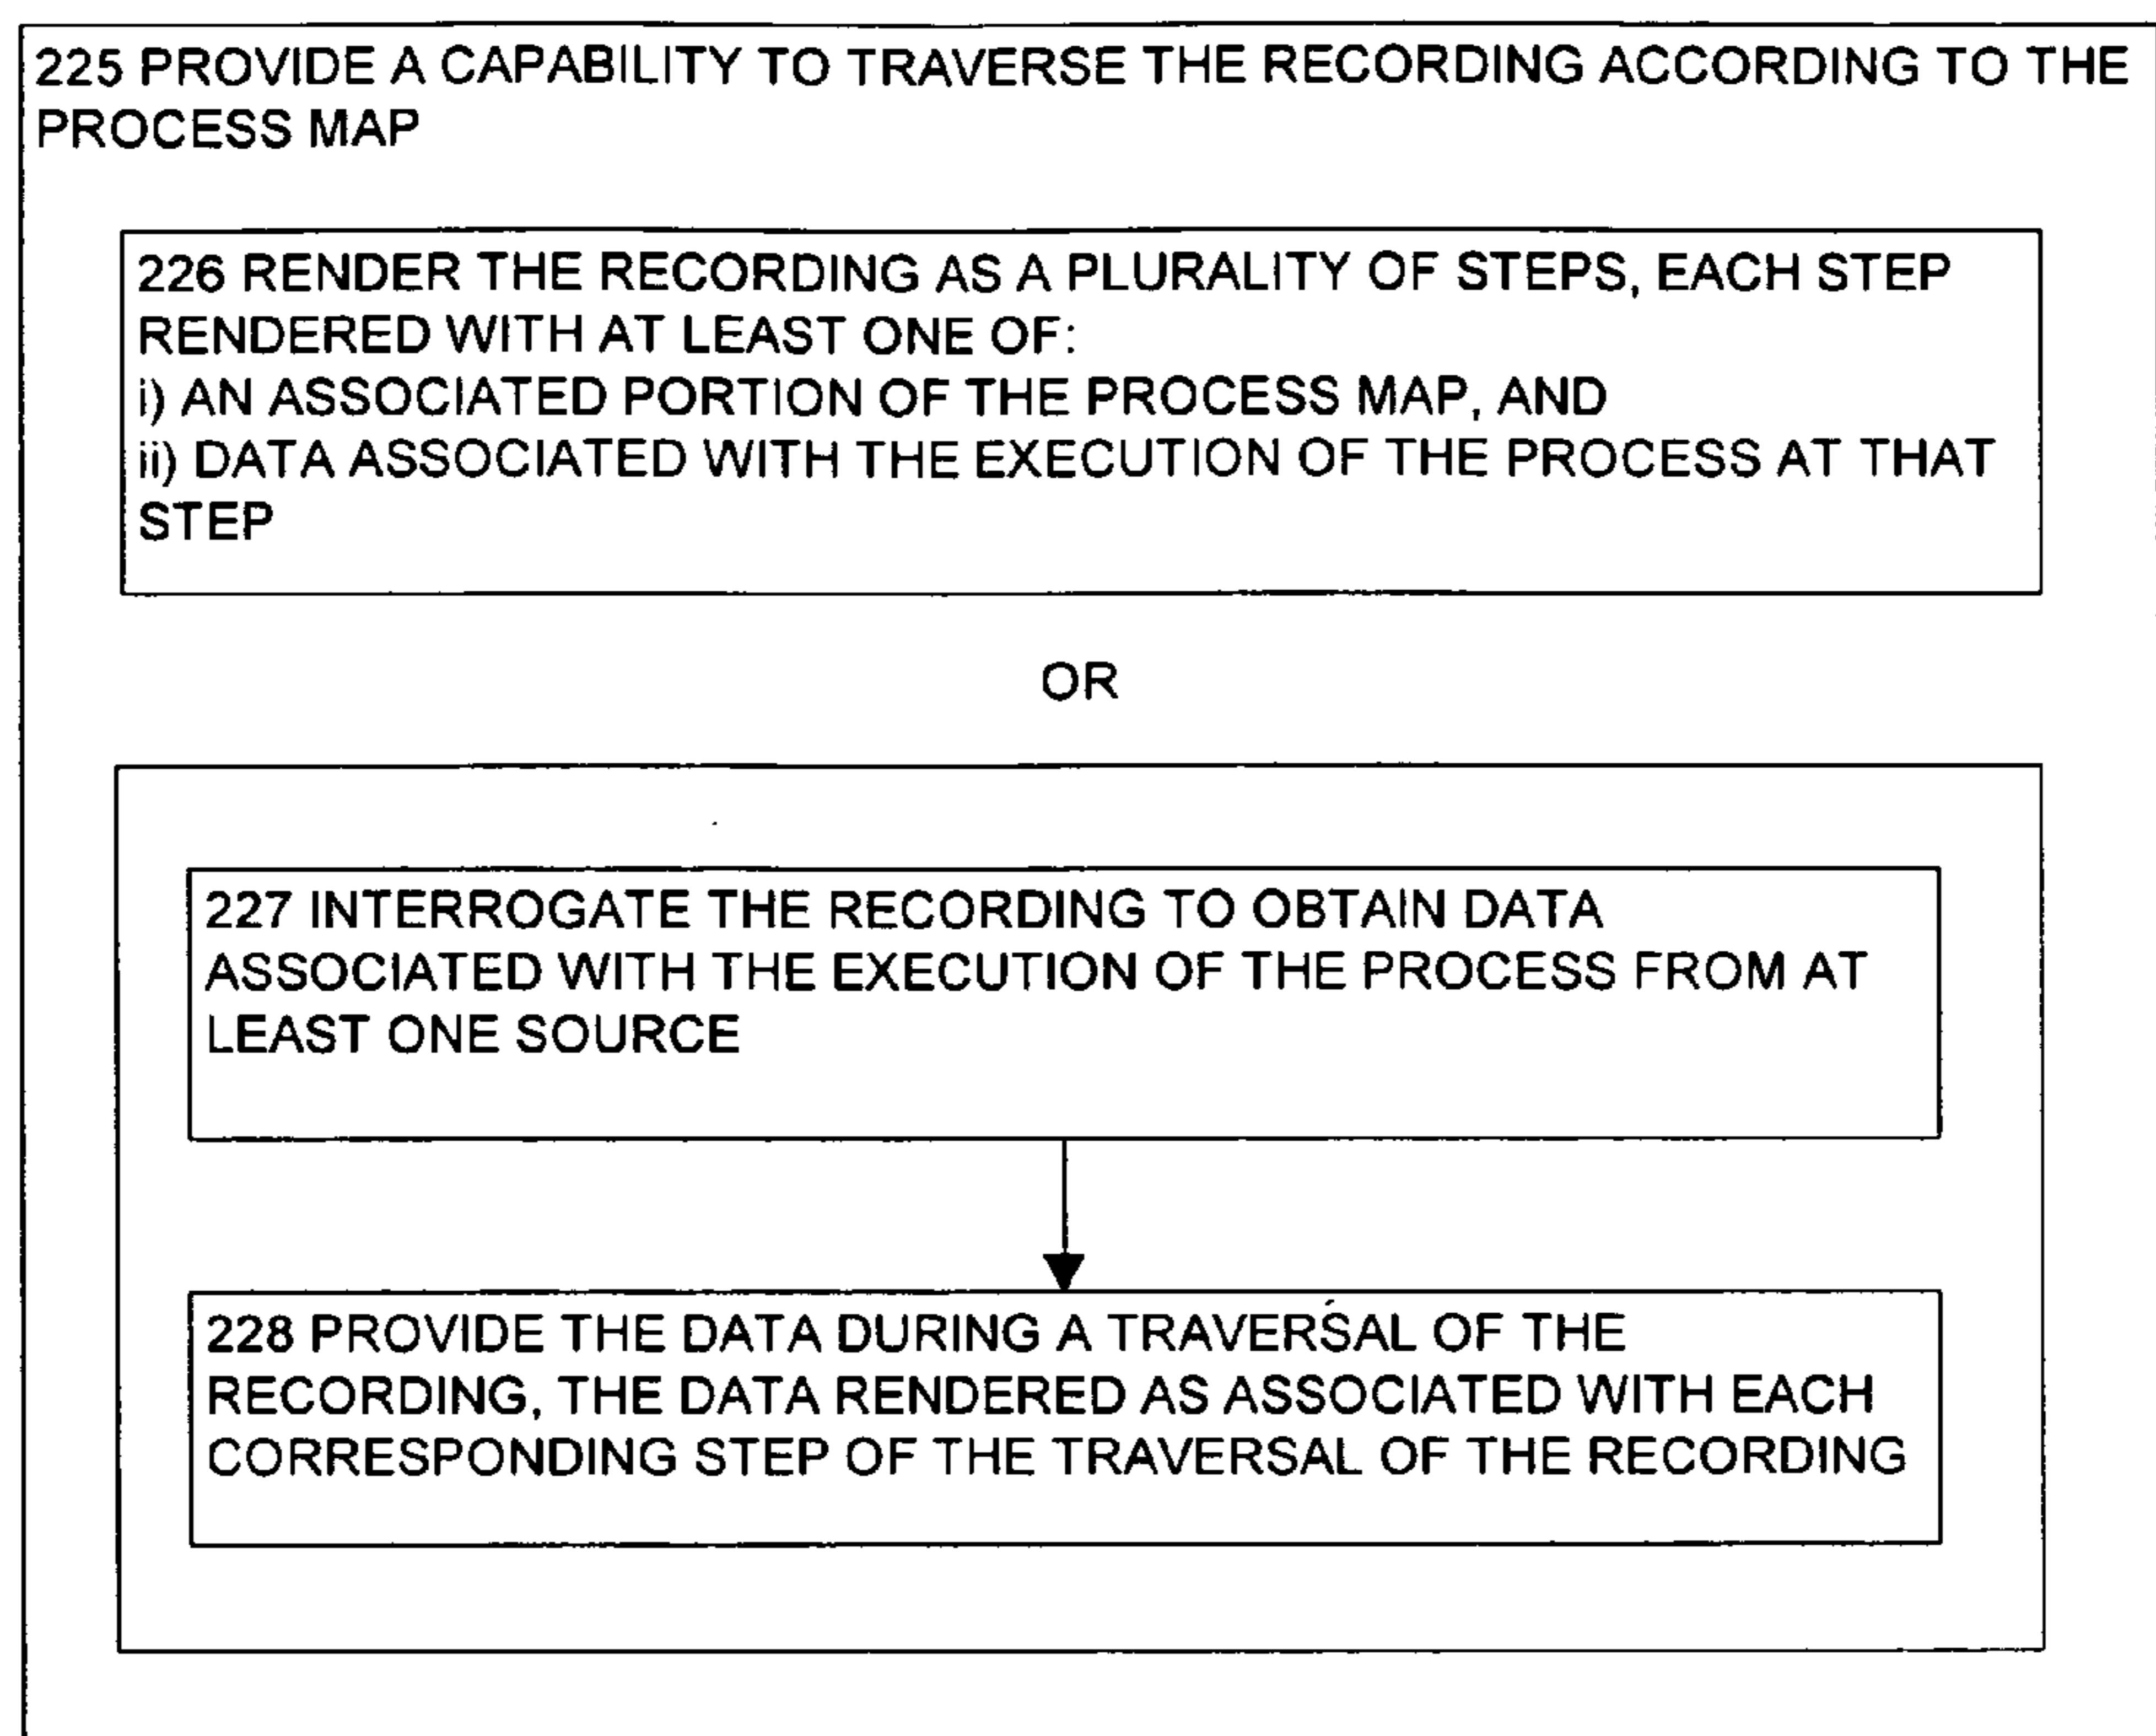 225 PROVIDE A CAPABILITY TO TRAVERSE THE RECORDING ACCORDING TO THE
PROCESS MAP
226 RENDER THE RECORDING AS A PLURALITY OF STEPS, EACH STEP
RENDERED WITH AT LEAST ONE OF:
i) AN ASSOCIATED PORTION OF THE PROCESS MAP, AND
ii) DATA ASSOCIATED WITH THE EXECUTION OF THE PROCESS AT THAT
STEP
OR
227 INTERROGATE THE RECORDING TO OBTAIN DATA
ASSOCIATED WITH THE EXECUTION OF THE PROCESS FROM AT
LEAST ONE SOURCE
228 PROVIDE THE DATA DURING A TRAVERSAL OF THE
RECORDING, THE DATA RENDERED AS ASSOCIATED WITH EACH
CORRESPONDING STEP OF THE TRAVERSAL OF THE RECORDING